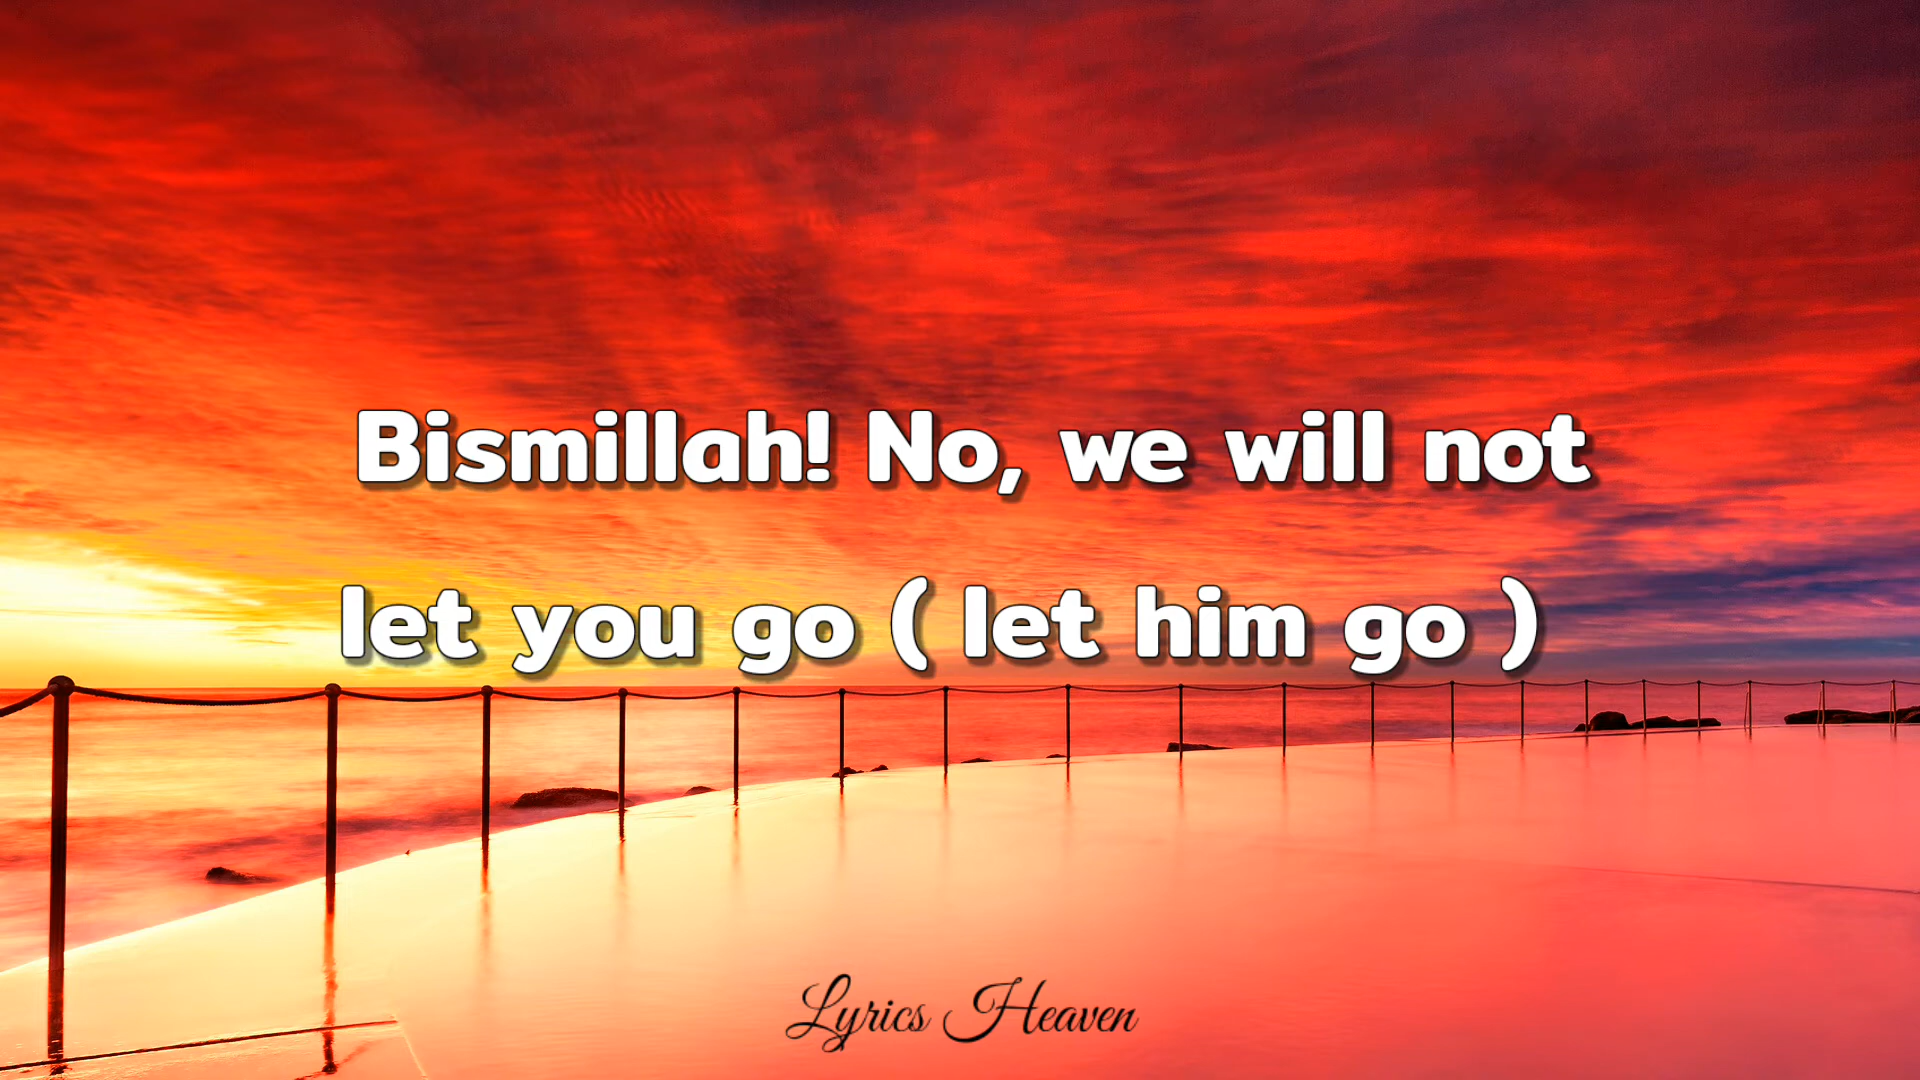 Bismillah! No, we will not
let you go ( let him go )
Lyrics Heaven